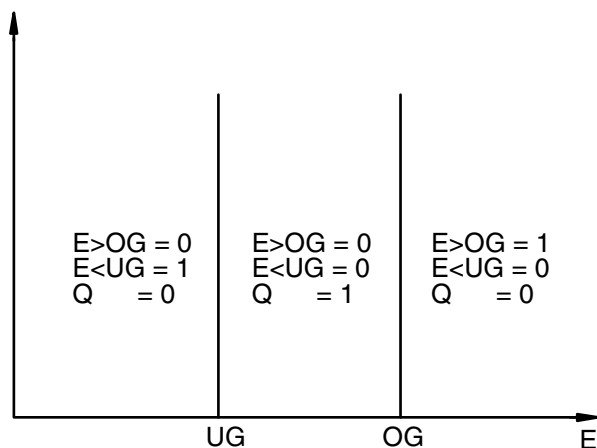 E>OG = 0
E<UG = 1
Q = 0
E>OG = 0
E<UG = 0
Q = 1
E>OG = 1
E<UG = 0
Q = 0
UG
OG
E